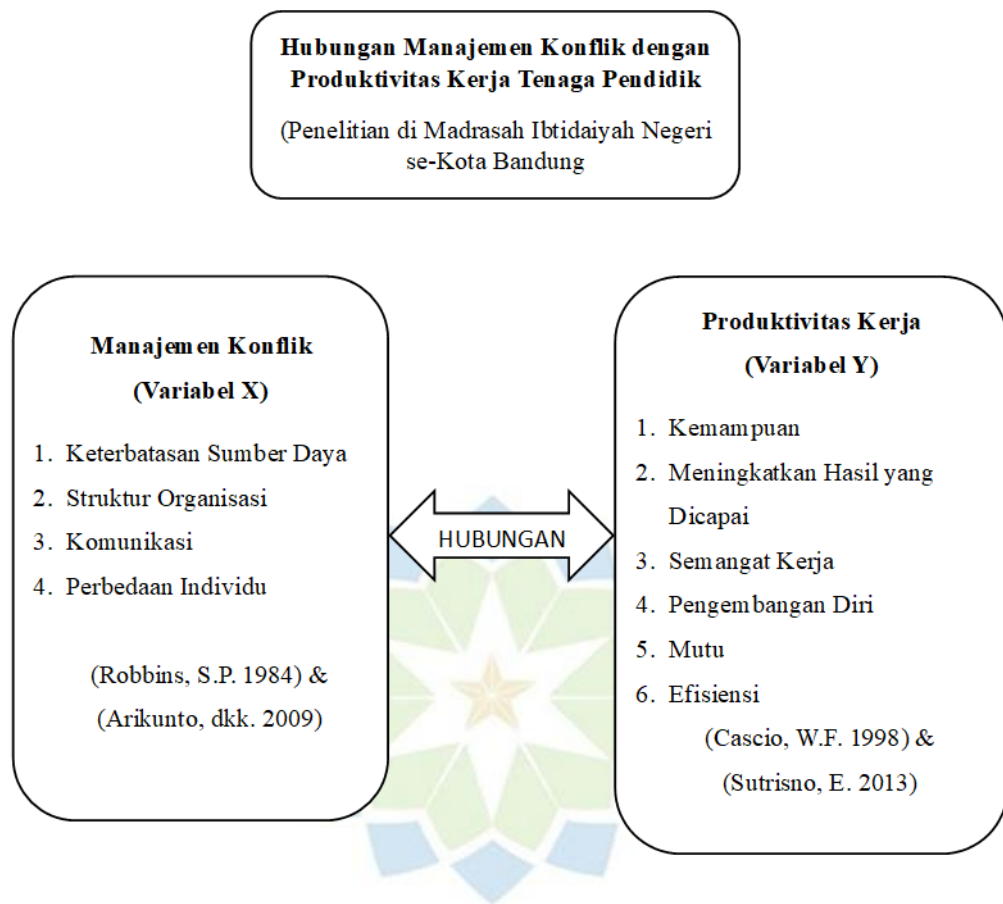 Hubungan Manajemen Konflik dengan
Produktivitas Kerja Tenaga Pendidik
(Penelitian di Madrasah Ibtidaiyah Negeri
se-Kota Bandung
Manajemen Konflik
(Variabel X)
1. Keterbatasan Sumber Daya
2. Struktur Organisasi
3. Komunikasi
4. Perbedaan Individu
(Robbins, S.P. 1984) &
(Arikunto, dkk. 2009)
HUBUNGAN
Produktivitas Kerja
(Variabel Y)
1. Kemampuan
2. Meningkatkan Hasil yang
Dicapai
3. Semangat Kerja
4. Pengembangan Diri
5. Mutu
6. Efisiensi
(Cascio, W.F. 1998) &
(Sutrisno, E. 2013)